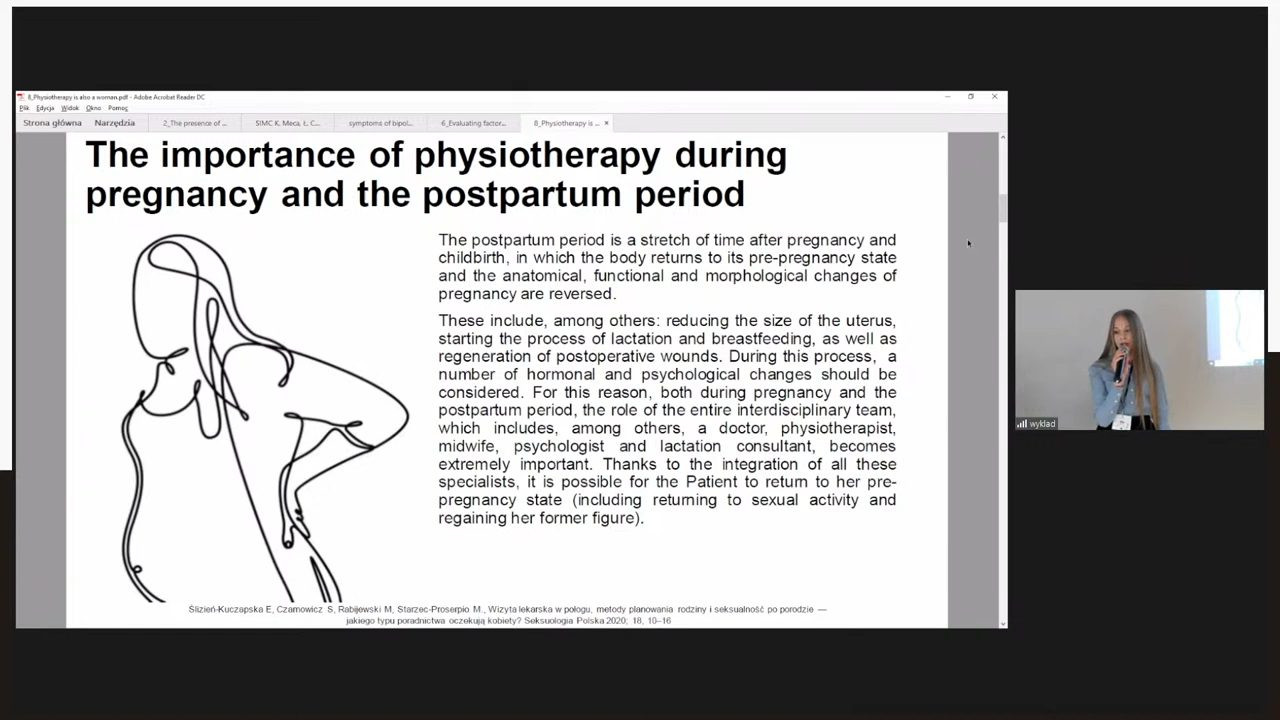 8_Physiotherapy is also a woman.pdf - Adobe Acrobat Reader DC
Plik Edycja Widok Okno Pomoc
Strona główna Narzędzia 2_The presence of ... SIMC K. Meca, Ł. C... symptoms of bipol... 6_Evaluating factor... 8_Physiotherapy is ... ×
The importance of physiotherapy during
pregnancy and the postpartum period
The postpartum period is a stretch of time after pregnancy and
childbirth, in which the body returns to its pre-pregnancy state
and the anatomical, functional and morphological changes of
pregnancy are reversed.
These include, among others: reducing the size of the uterus,
starting the process of lactation and breastfeeding, as well as
regeneration of postoperative wounds. During this process, a
number of hormonal and psychological changes should be
considered. For this reason, both during pregnancy and the
postpartum period, the role of the entire interdisciplinary team,
which includes, among others, a doctor, physiotherapist,
midwife, psychologist and lactation consultant, becomes
extremely important. Thanks to the integration of all these
specialists, it is possible for the Patient to return to her pre-
pregnancy state (including returning to sexual activity and
regaining her former figure).
Ślizień-Kuczapska E, Czamowicz S, Rabijewski M, Starzec-Proserpio M., Wizyta lekarska w połogu, metody planowania rodziny i seksualność po porodzie —
jakiego typu poradnictwa oczekują kobiety? Seksuologia Polska 2020; 18, 10–16
wyklad